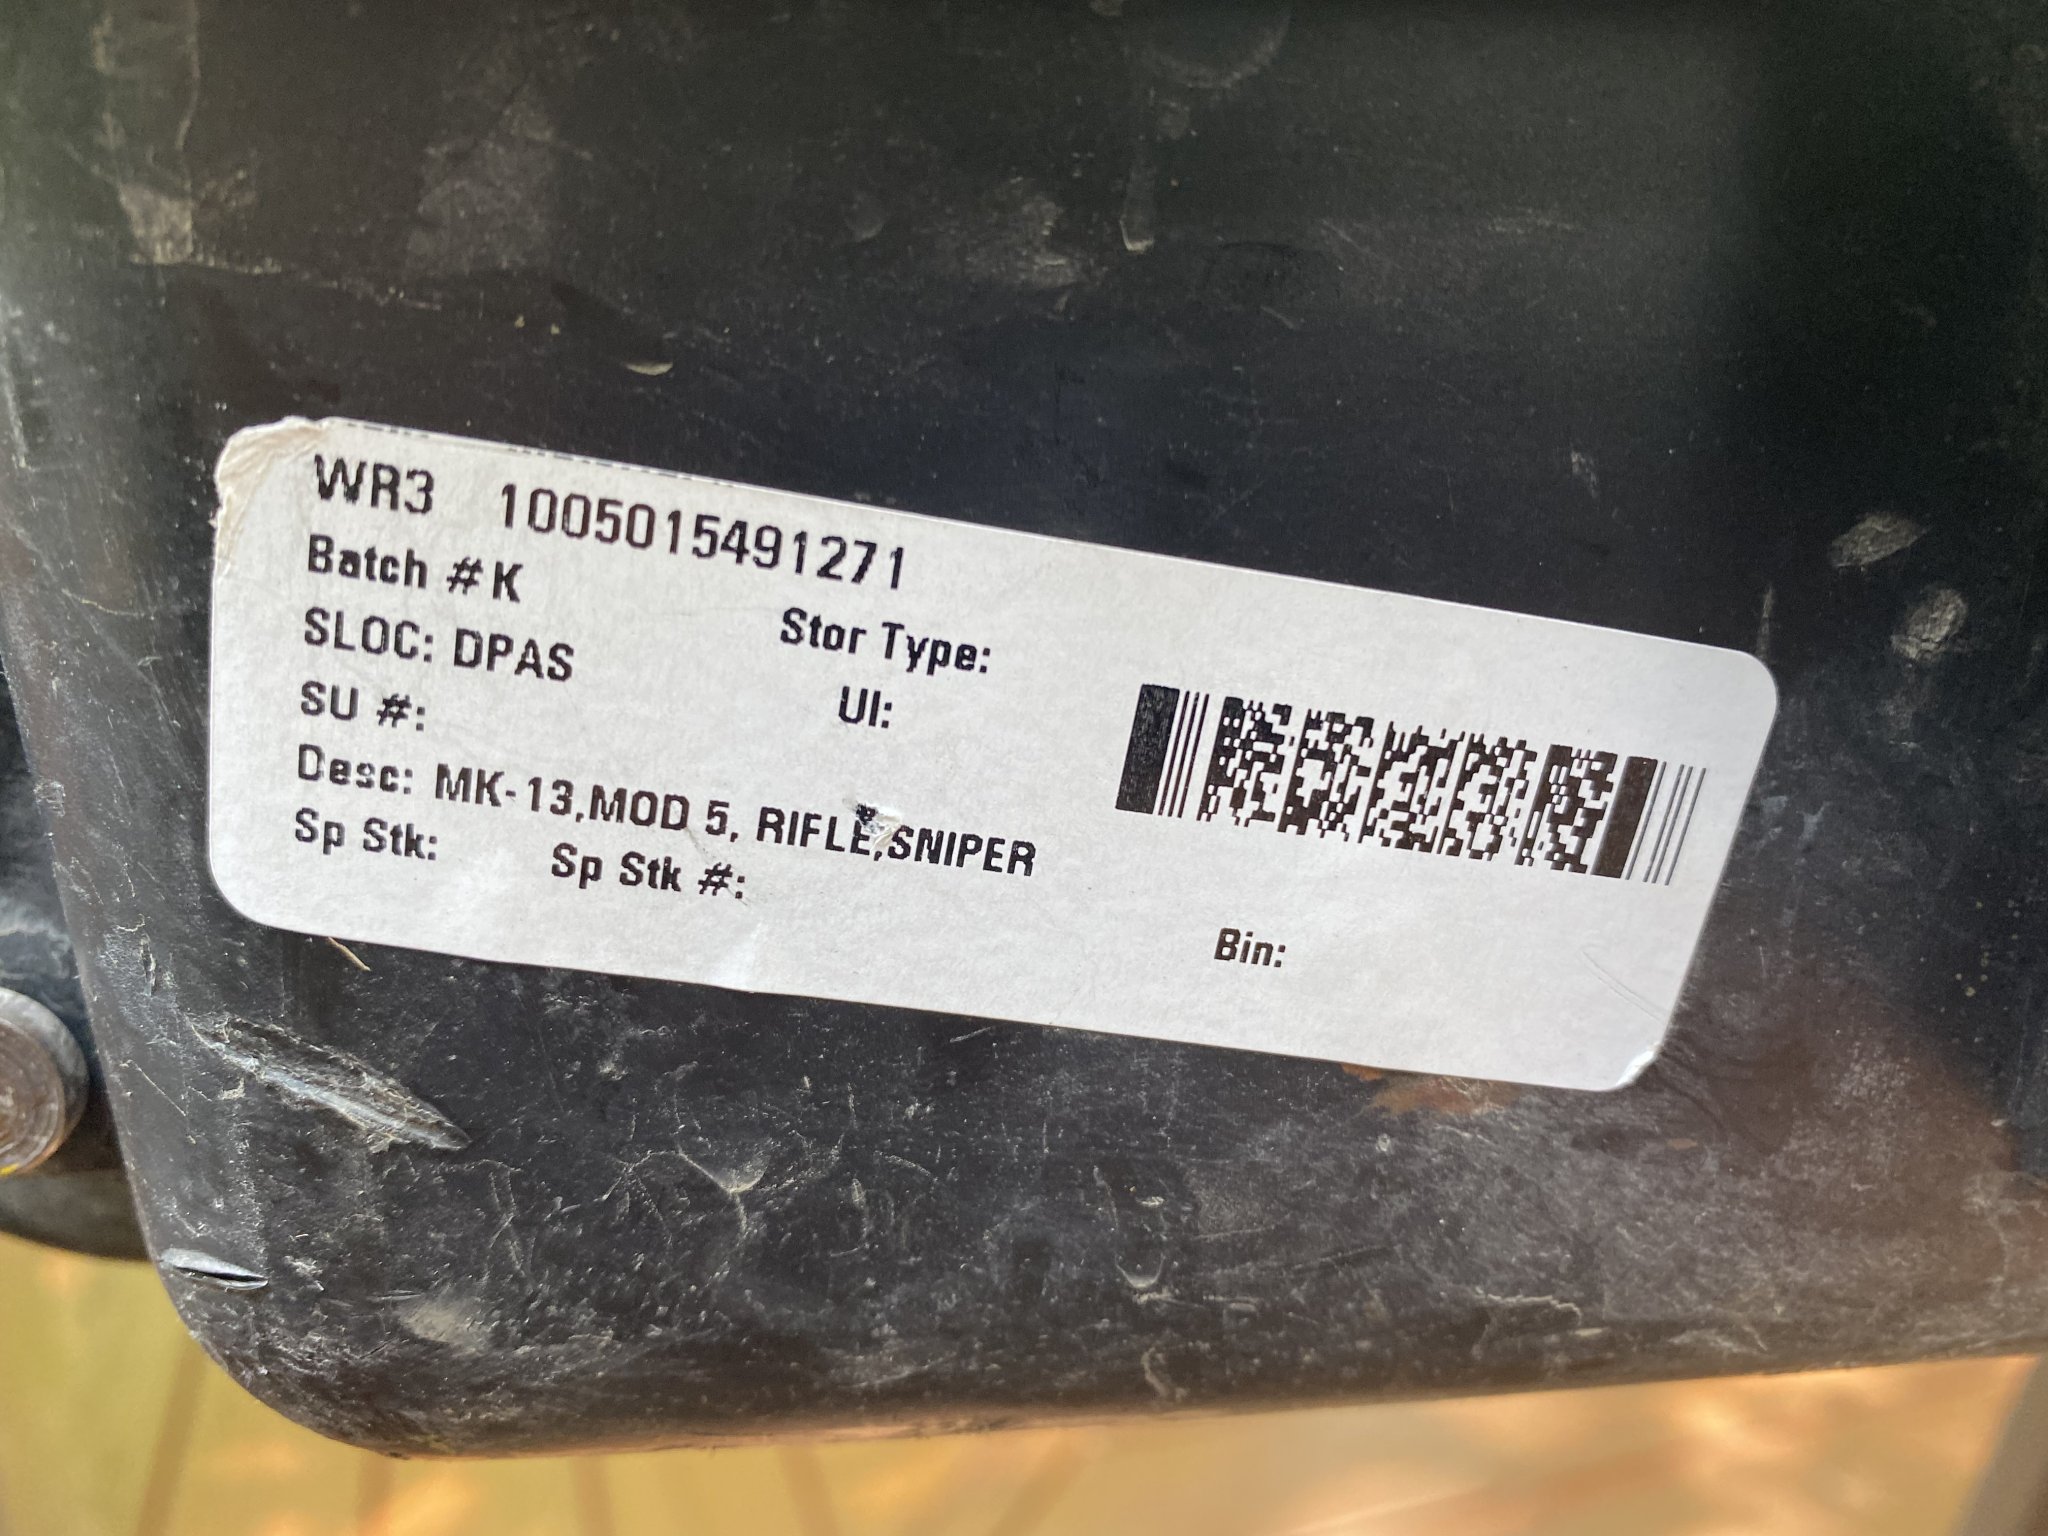 WR3 1005015491271
Batch #K
Stor Type:
SLOC: DPAS
UI:
SU #:
Desc: MK-13,MOD 5, RIFLE,SNIPER
Sp Stk: Sp Stk #:
Bin: